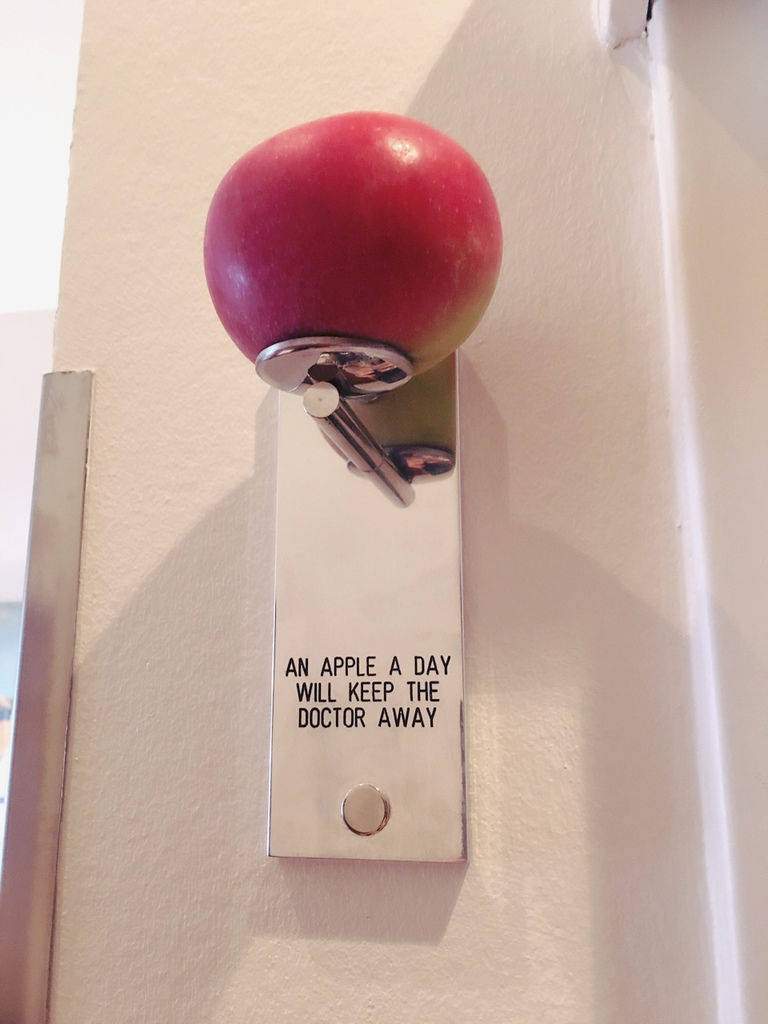 AN APPLE A DAY
WILL KEEP THE
DOCTOR AWAY